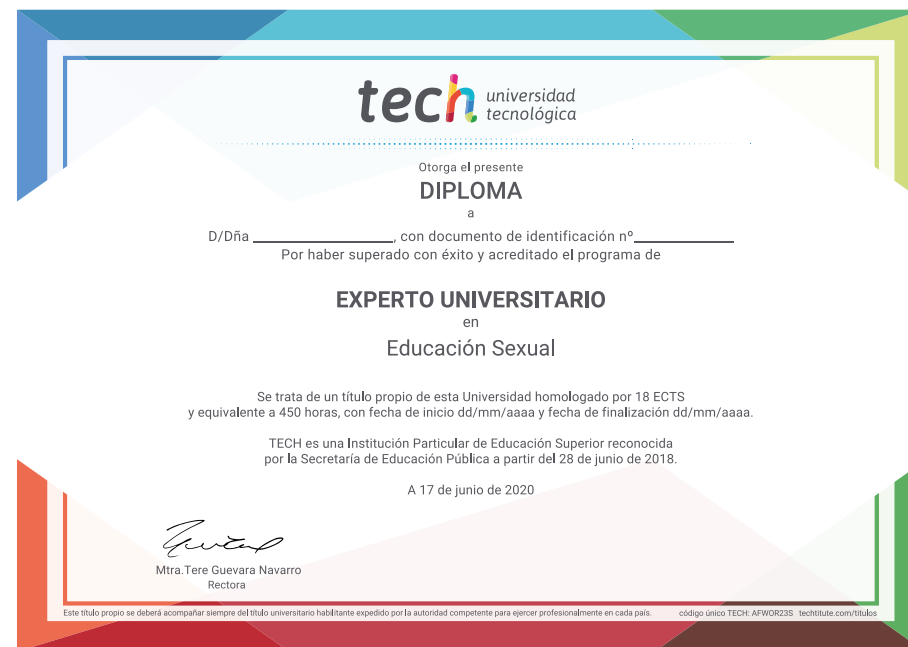 tech universidad
tecnológica
Otorga el presente
DIPLOMA
a
D/Dña ____________, con documento de identificación nº____________
Por haber superado con éxito y acreditado el programa de
EXPERTO UNIVERSITARIO
en
Educación Sexual
Se trata de un título propio de esta Universidad homologado por 18 ECTS
y equivalente a 450 horas, con fecha de inicio dd/mm/aaaa y fecha de finalización dd/mm/aaaa.
TECH es una Institución Particular de Educación Superior reconocida
por la Secretaría de Educación Pública a partir del 28 de junio de 2018.
A 17 de junio de 2020
Mtra.Tere Guevara Navarro
Rectora
Este título propio se deberá acompañar siempre del título universitario habilitante expedido por la autoridad competente para ejercer profesionalmente en cada país. código único TECH: AFWOR23S techtitute.com/titulos